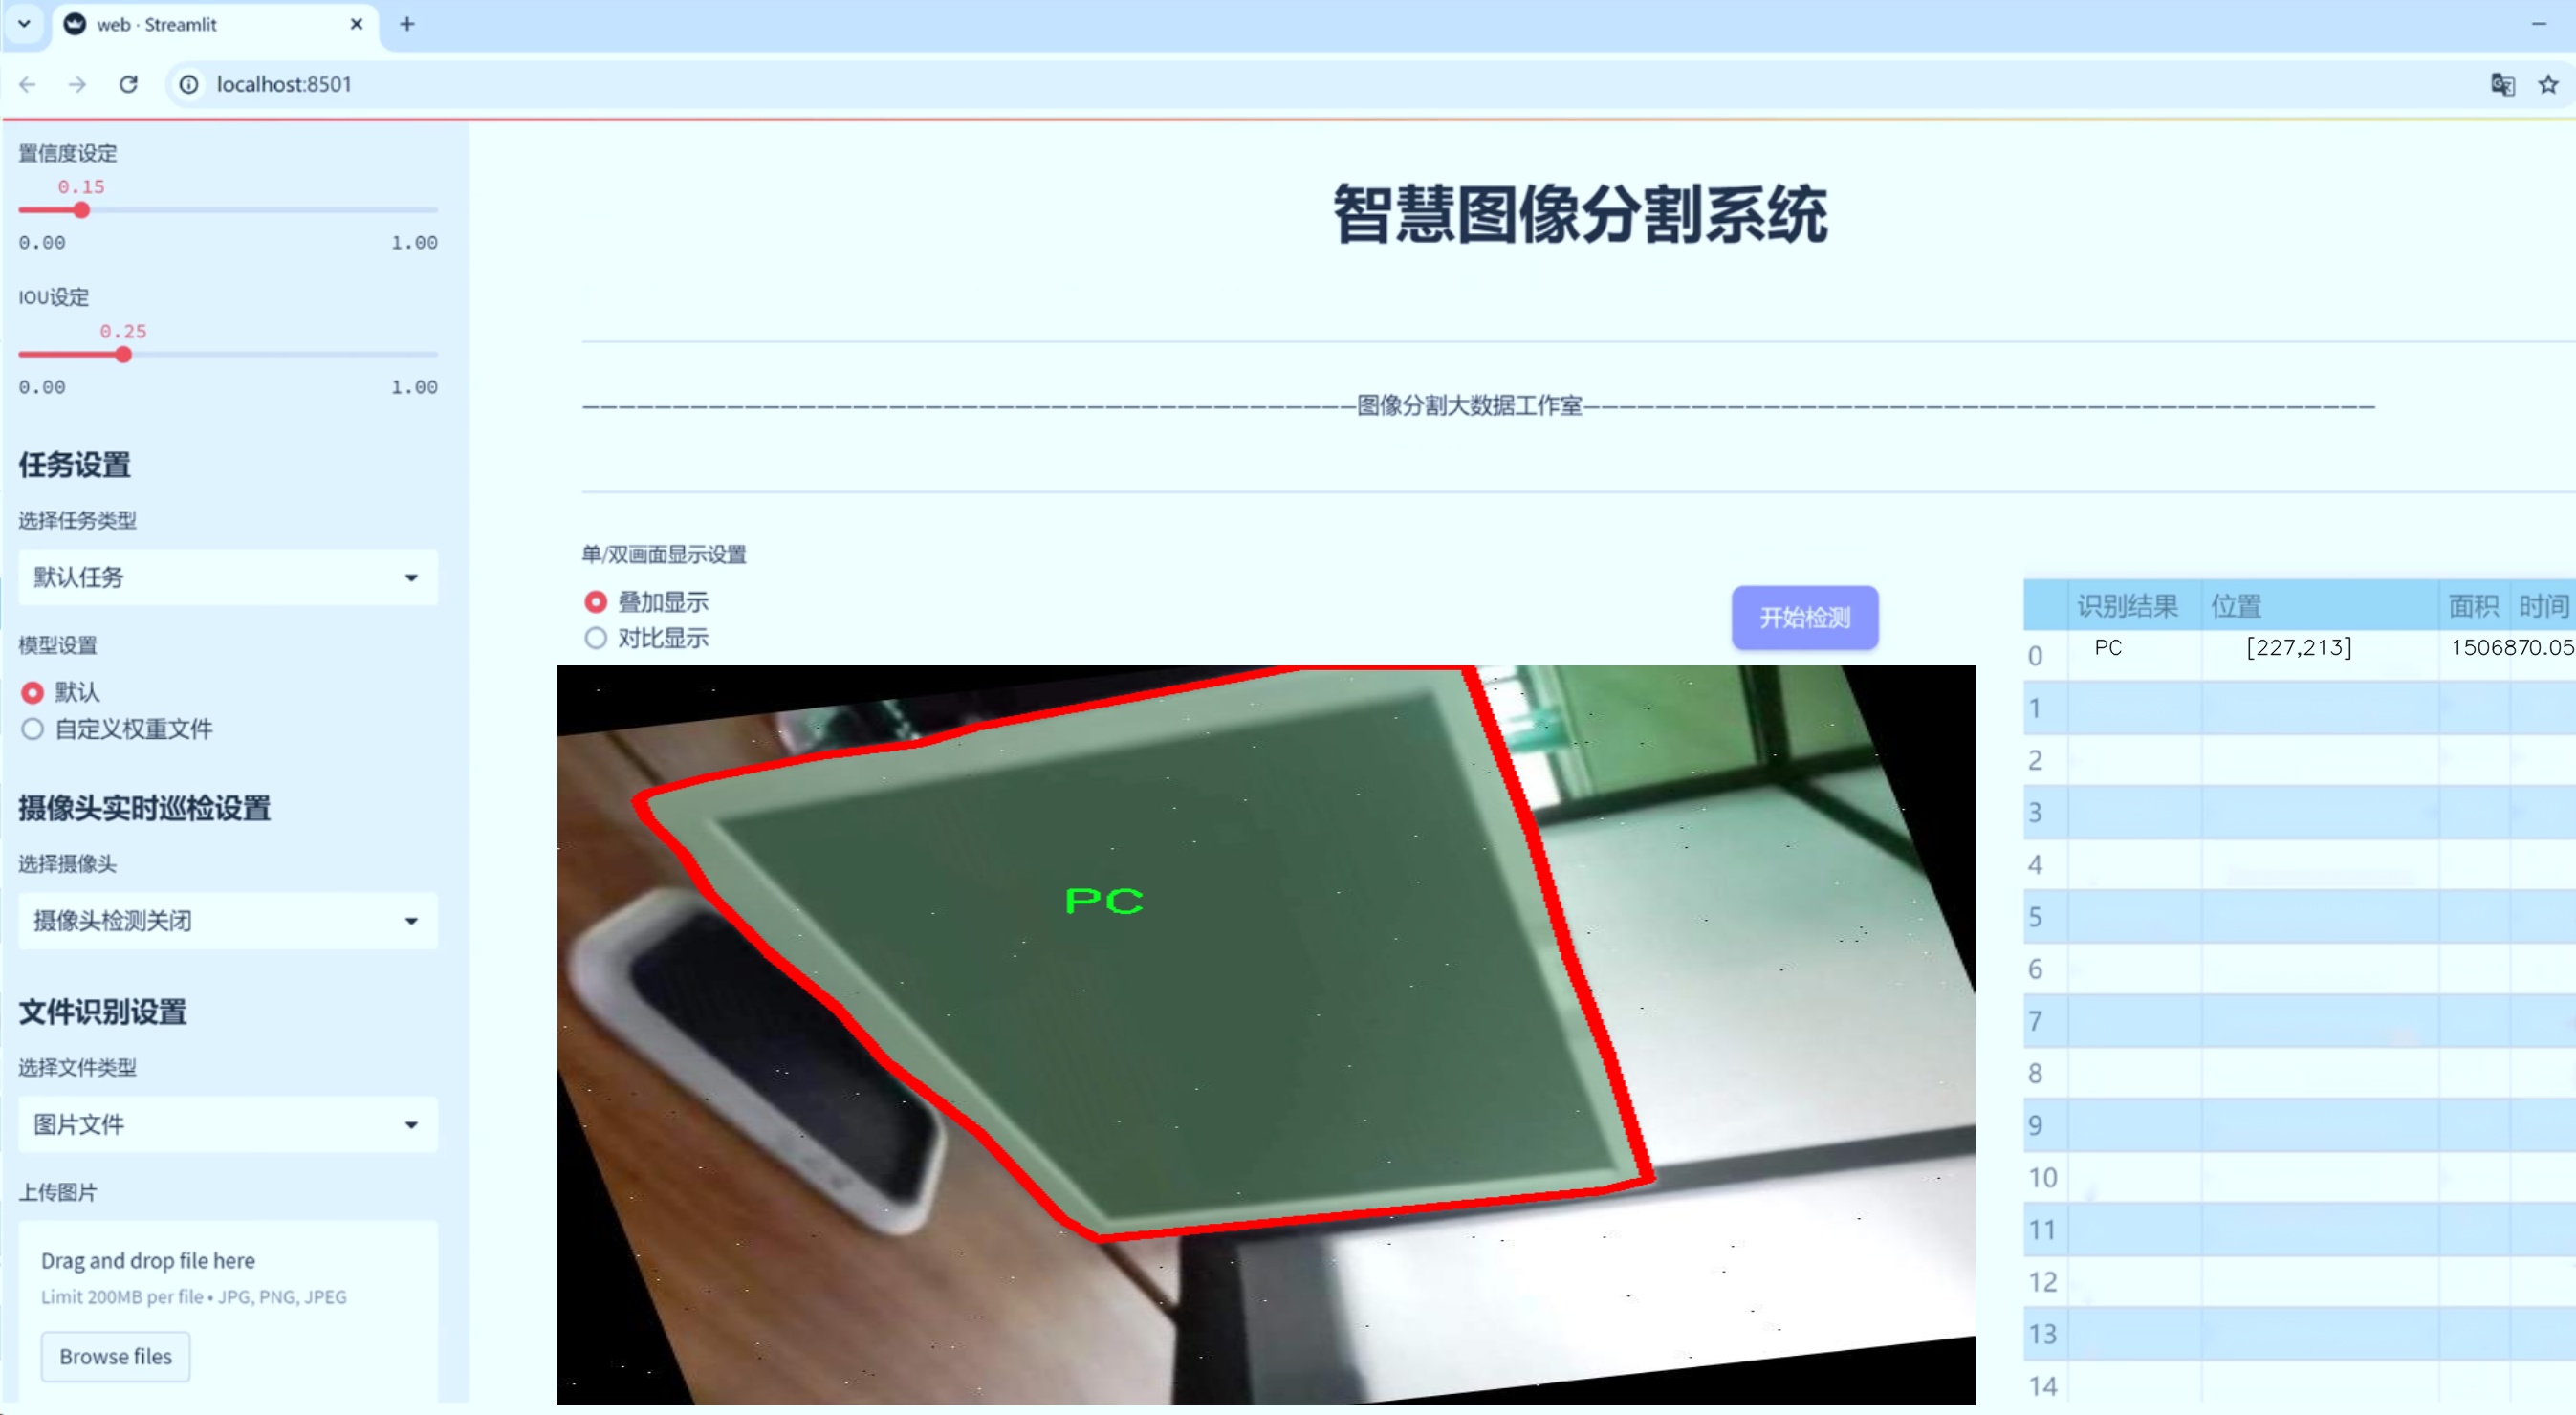 web · Streamlit
localhost:8501
置信度设定
0.15
0.00 1.00
IOU设定
0.25
0.00 1.00
任务设置
选择任务类型
默认任务
模型设置
默认
自定义权重文件
摄像头实时巡检设置
选择摄像头
摄像头检测关闭
文件识别设置
选择文件类型
图片文件
上传图片
Drag and drop file here
Limit 200MB per file • JPG, PNG, JPEG
Browse files
智慧图像分割系统
———————————————————————————————————————————图像分割大数据工作室————————————————————————————————————————————
单/双画面显示设置
叠加显示
对比显示
开始检测
PC
识别结果 位置 面积 时间
0 PC [227,213] 1506870.05
1
2
3
4
5
6
7
8
9
10
11
12
13
14